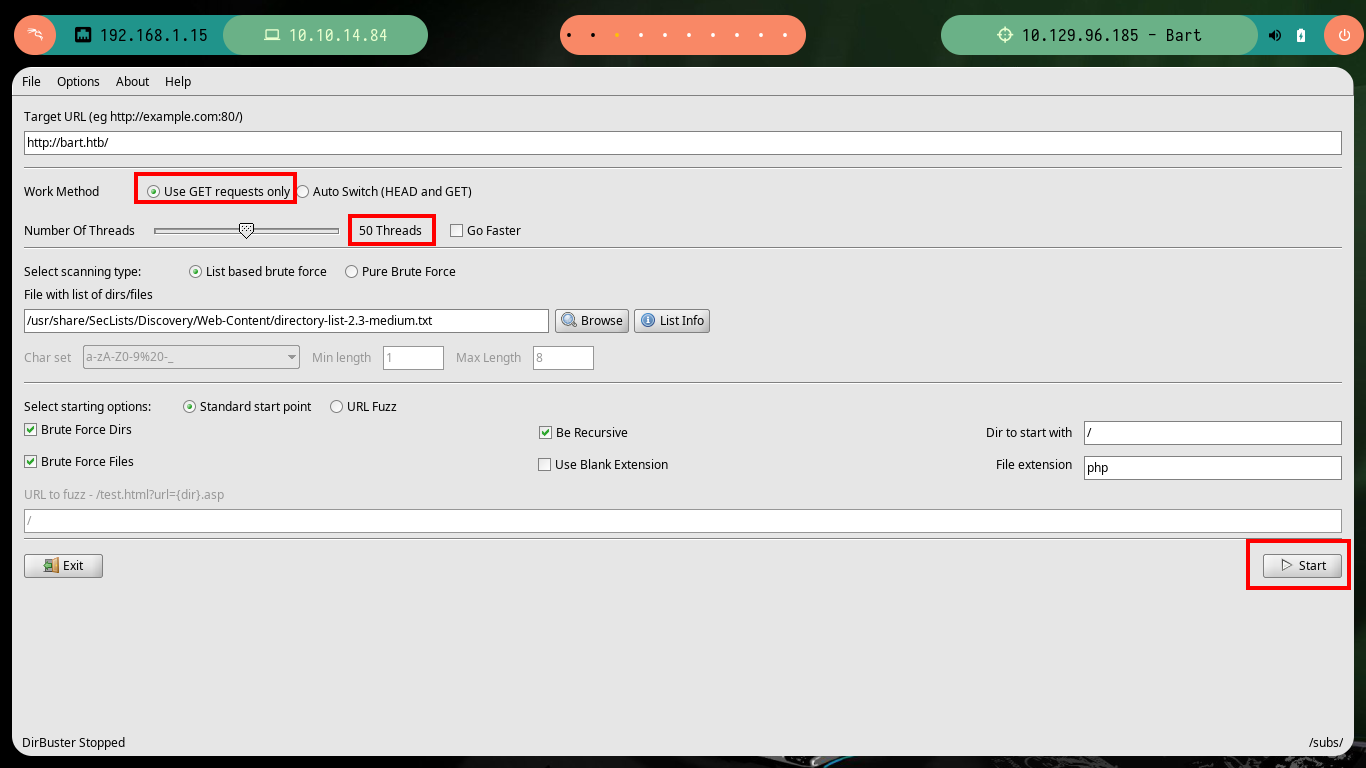 192.168.1.15 10.10.14.84 10.129.96.185 - Bart
File Options About Help
Target URL (eg http://example.com:80/)
http://bart.htb/
Work Method Use GET requests only Auto Switch (HEAD and GET)
Number Of Threads 50 Threads Go Faster
Select scanning type: List based brute force Pure Brute Force
File with list of dirs/files
/usr/share/SecLists/Discovery/Web-Content/directory-list-2.3-medium.txt Browse List Info
Char set a-zA-Z0-9%20-_ Min length 1 Max Length 8
Select starting options: Standard start point URL Fuzz
Brute Force Dirs Be Recursive Dir to start with /
Brute Force Files Use Blank Extension File extension php
URL to fuzz - /test.html?url={dir}.asp
/
Exit Start
DirBuster Stopped /subs/